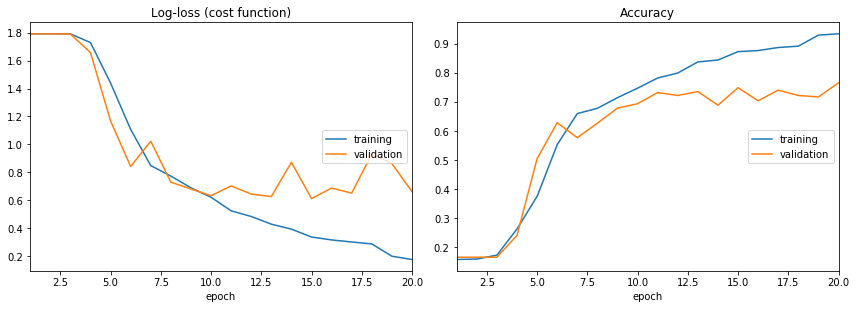 Log-loss (cost function)
1.8
1.6
1.4
1.2
1.0
0.8
0.6
0.4
0.2
training
validation
2.5 5.0 7.5 10.0 12.5 15.0 17.5 20.0
epoch
Accuracy
0.9
0.8
0.7
0.6
0.5
0.4
0.3
0.2
training
validation
2.5 5.0 7.5 10.0 12.5 15.0 17.5 20.0
epoch